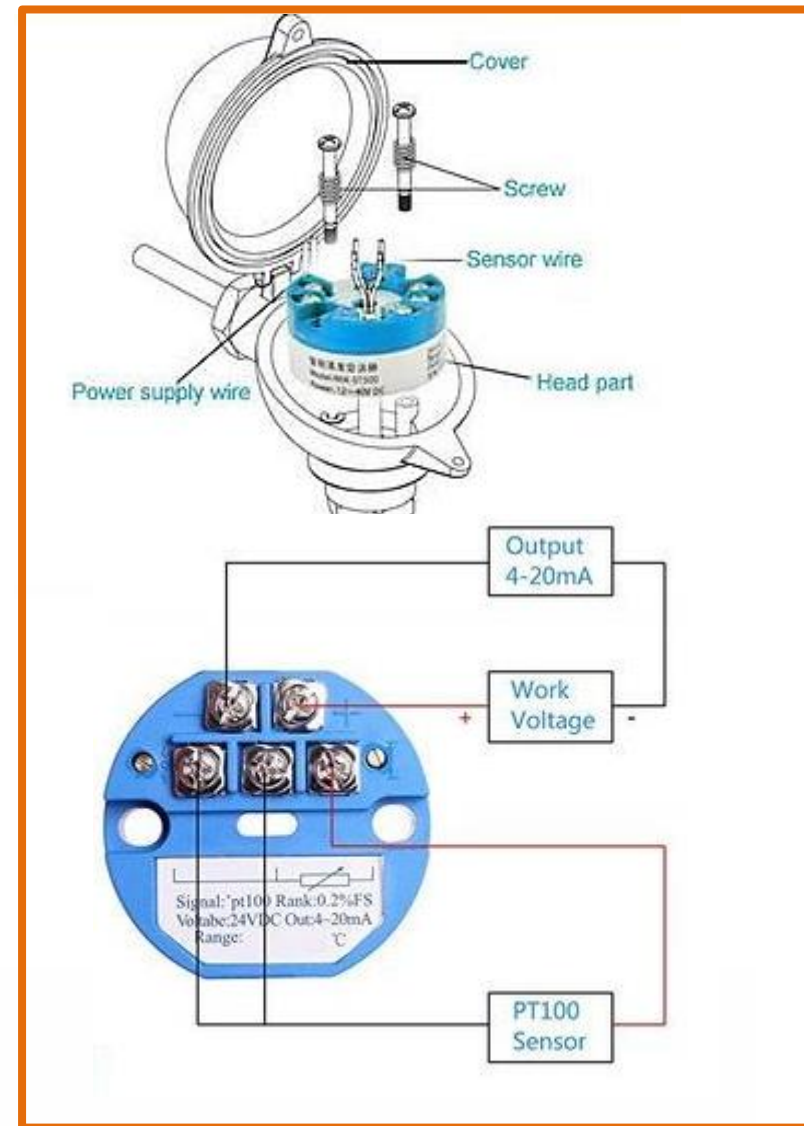 Cover
Screw
Sensor wire
Power supply wire
Head part
Output
4-20mA
Work
Voltage
+
-
Signal:'pt100 Rank:0.2%FS
Voltabe:24VDC Out:4~20mA
Range: ℃
PT100
Sensor